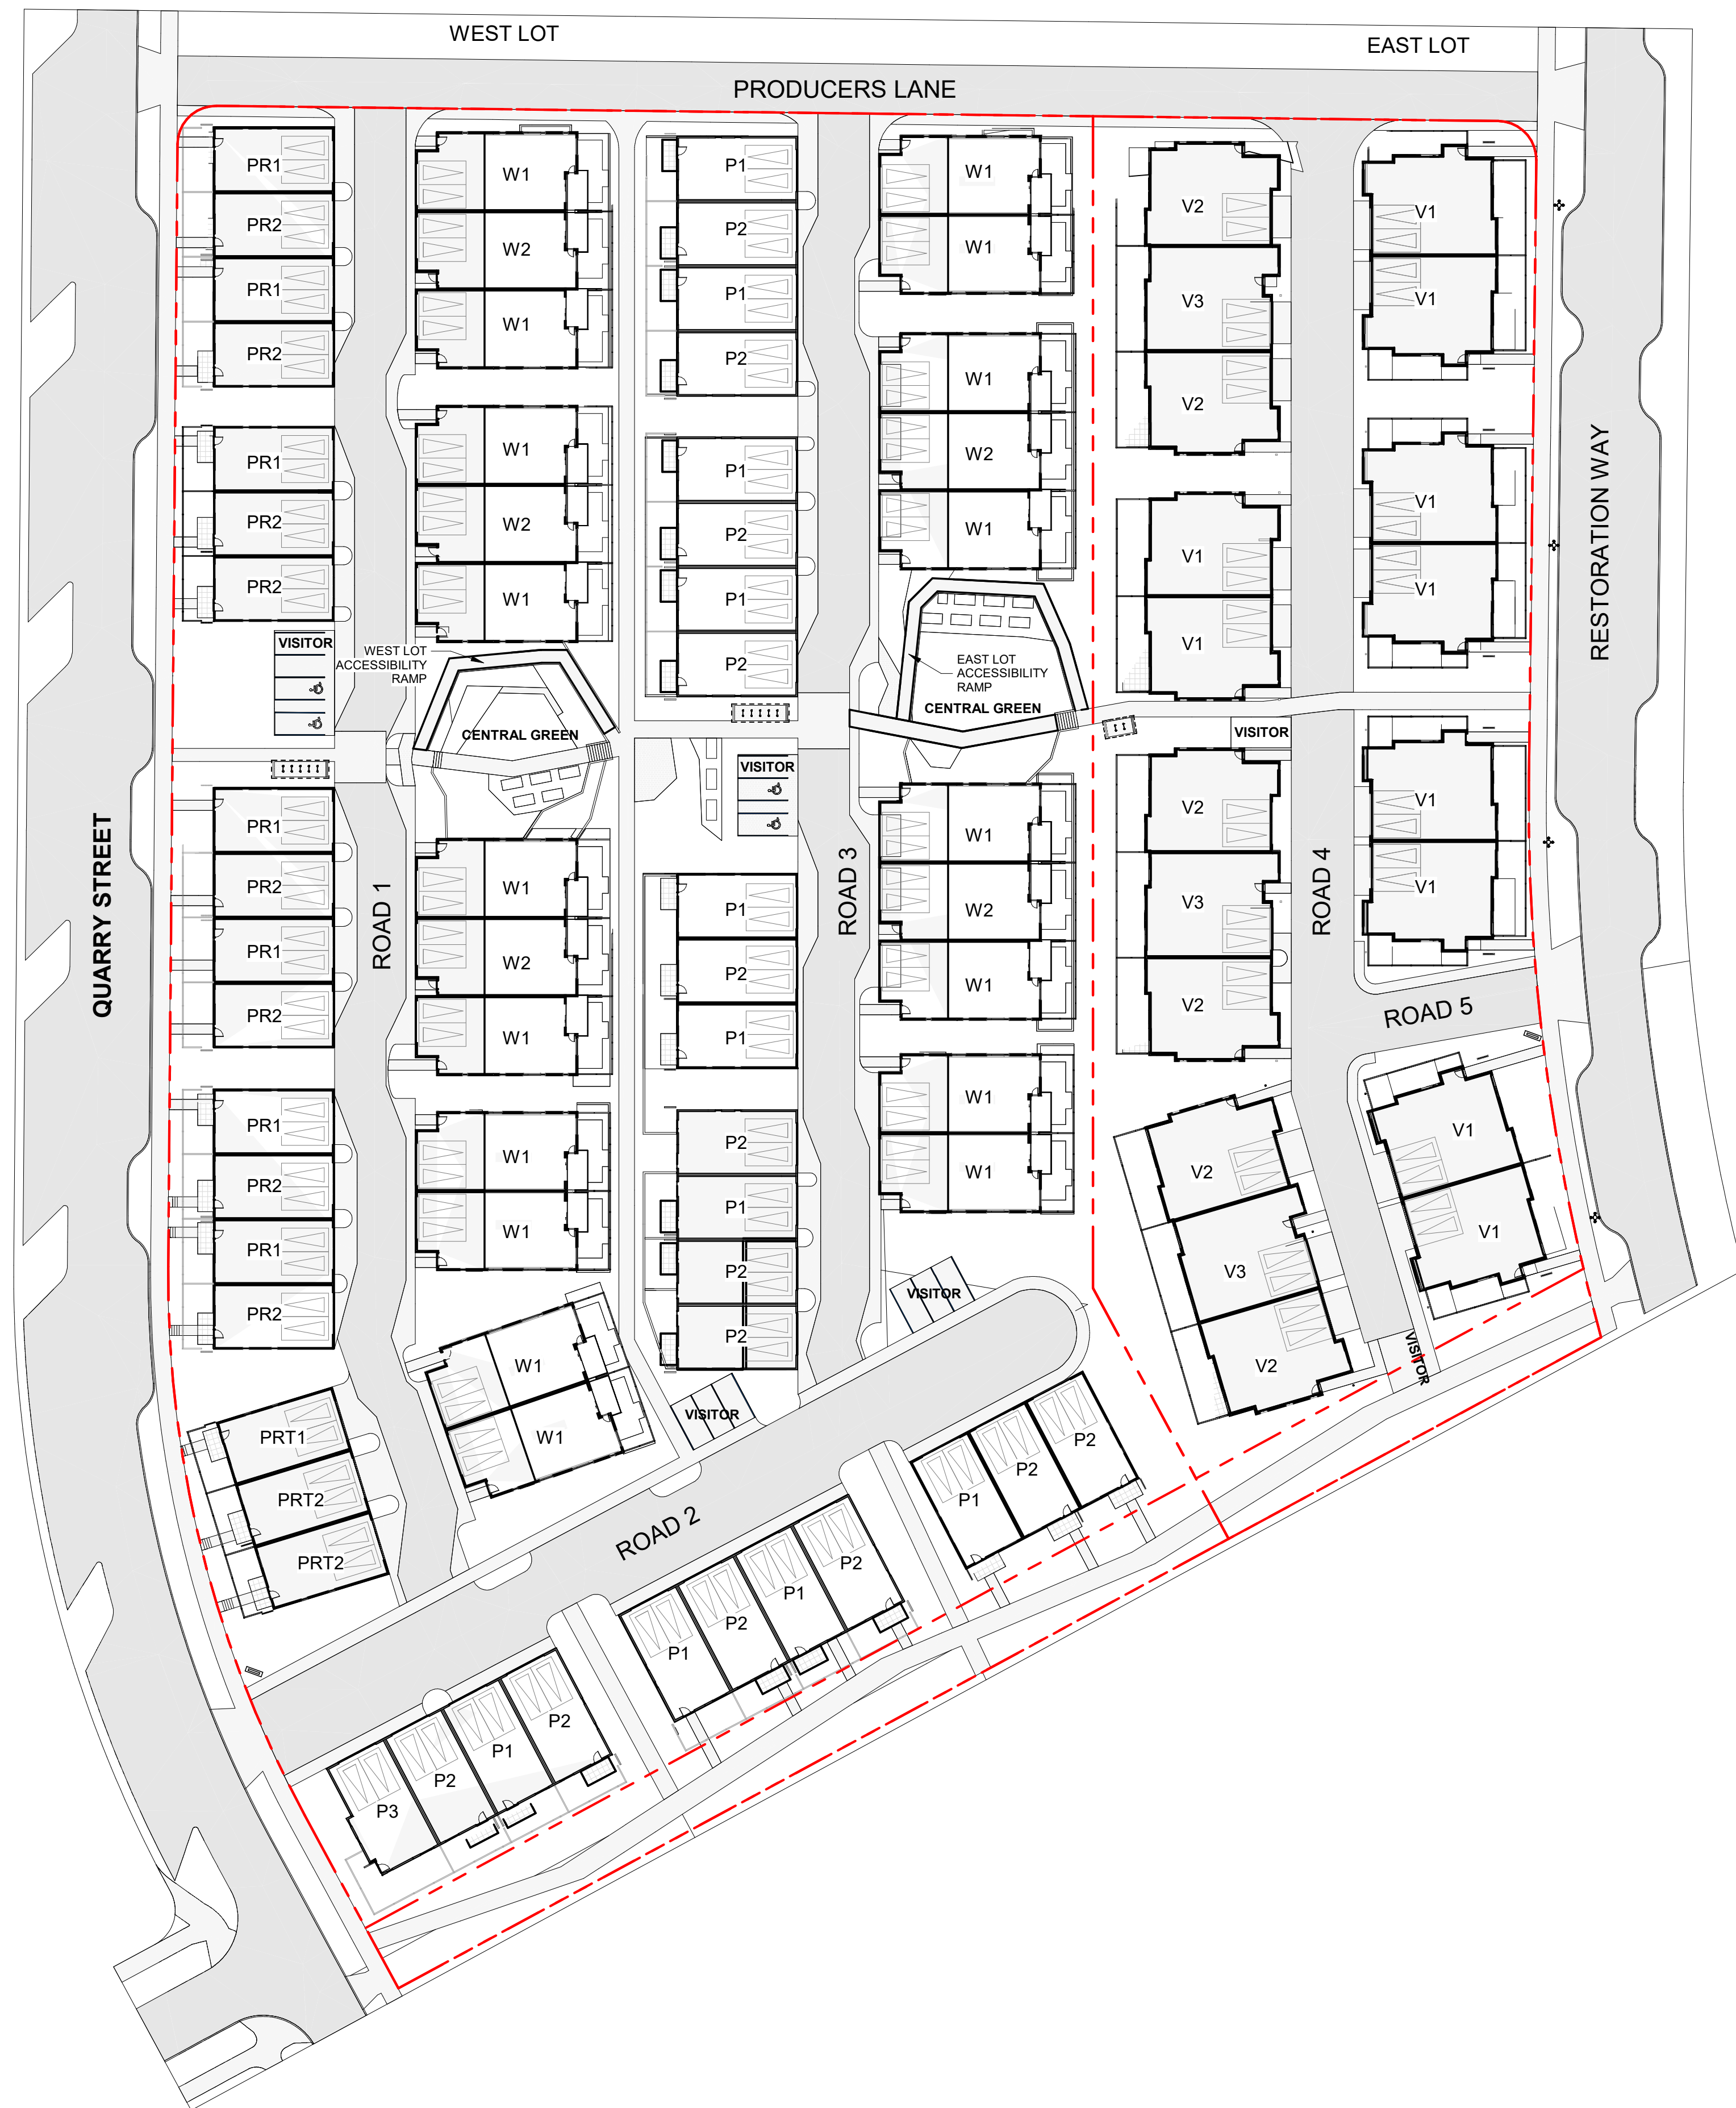 WEST LOT
EAST LOT
PRODUCERS LANE
QUARRY STREET
PR1
PR2
PR1
PR2
PR1
PR2
PR2
VISITOR
PR1
PR2
PR1
PR2
PR1
PR2
PR1
PR2
PRT1
PRT2
PRT2
ROAD 1
W1
W2
W1
W1
W2
W1
WEST LOT
ACCESSIBILITY
RAMP
CENTRAL GREEN
W1
W2
W1
W1
W1
W1
W1
P1
P2
P1
P2
P1
P2
P1
P2
VISITOR
P1
P2
P1
P2
P1
P2
P2
VISITOR
ROAD 3
W1
W1
W1
W2
W1
EAST LOT
ACCESSIBILITY
RAMP
CENTRAL GREEN
W1
W2
W1
W1
W1
VISITOR
ROAD 2
P3
P2
P1
P2
P1
P2
P1
P2
P1
P2
P2
V2
V3
V2
V1
V1
VISITOR
V2
V3
V2
V2
V3
V2
ROAD 4
V1
V1
V1
V1
V1
V1
ROAD 5
V1
V1
VISITOR
RESTORATION WAY